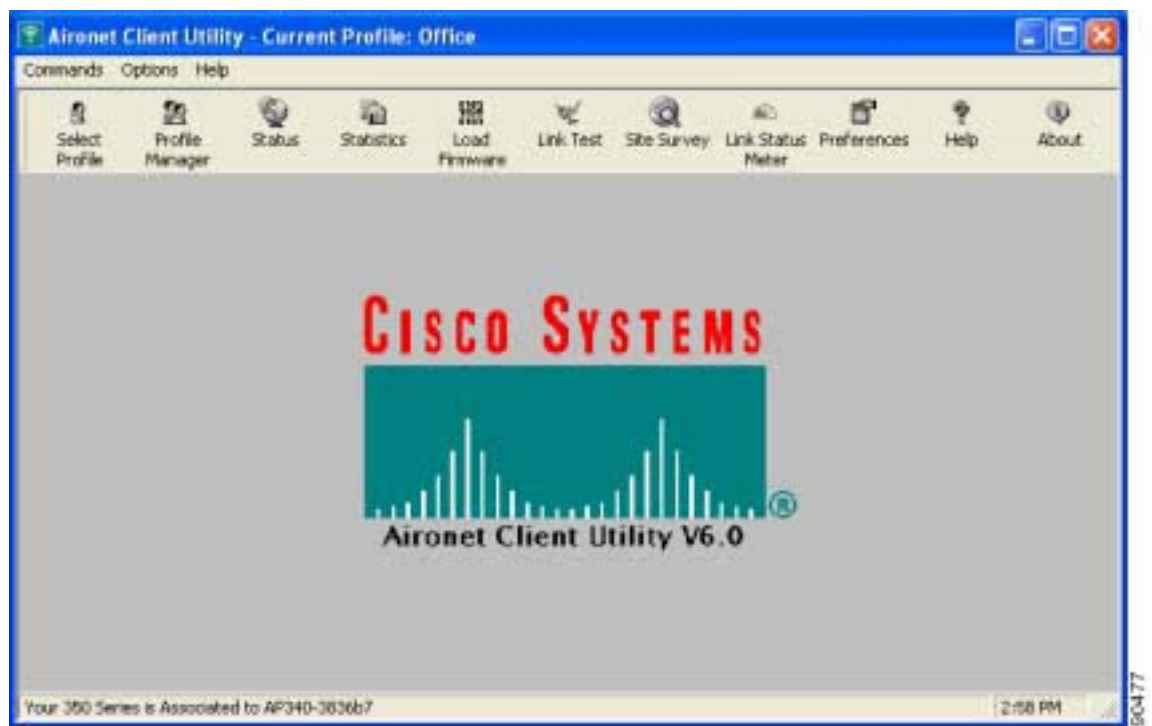 Aironet Client Utility - Current Profile: Office
Commands Options Help
Select Profile
Profile Manager
Status
Statistics
Load Firmware
Link Test
Site Survey
Link Status Meter
Preferences
Help
About
CISCO SYSTEMS
®
Aironet Client Utility V6.0
Your 350 Series is Associated to AP340-3836b7
2:58 PM
90477